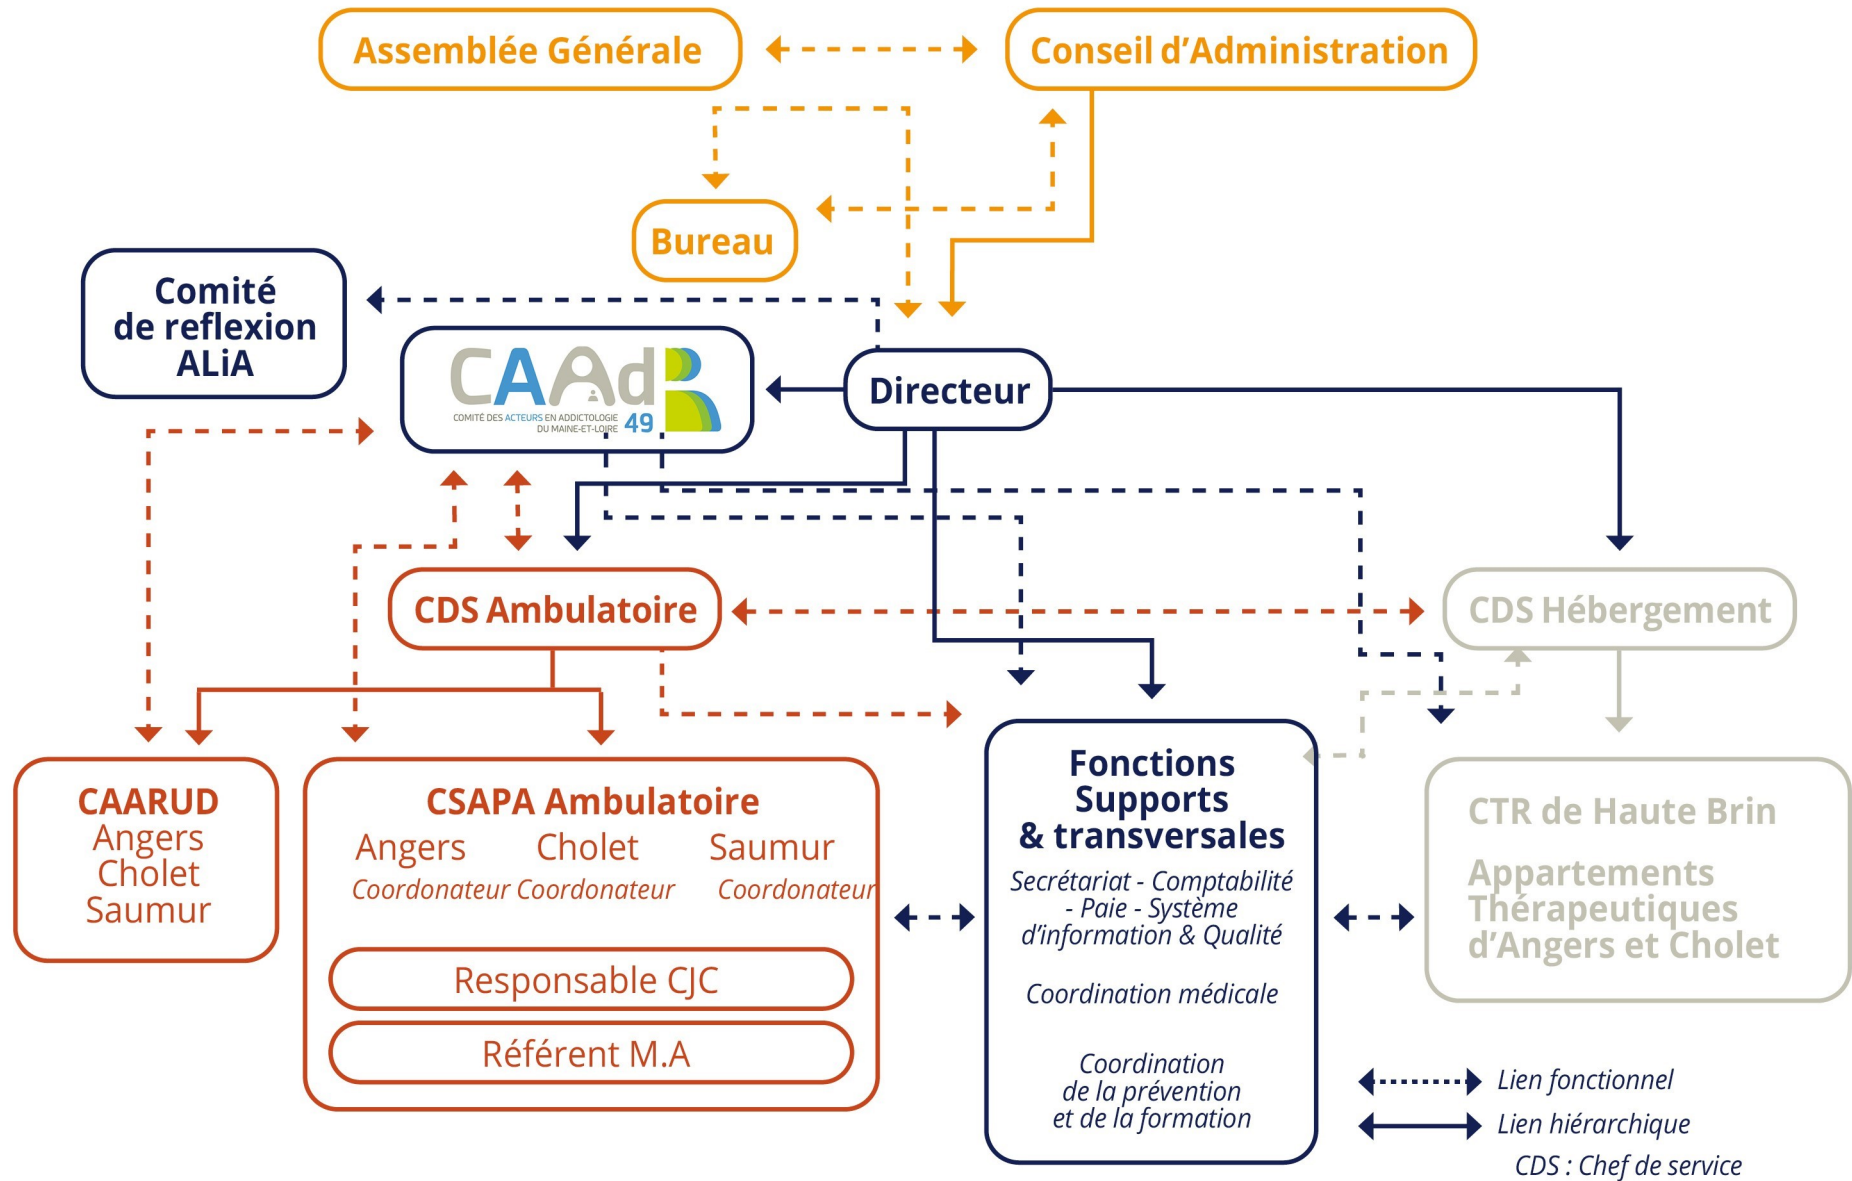 Assemblée Générale
Conseil d'Administration
Bureau
Comité
de reflexion
ALiA
CAAd
COMITÉ DES ACTEURS EN ADDICTOLOGIE
DU MAINE-ET-LOIRE 49
Directeur
CDS Ambulatoire
CDS Hébergement
CAARUD
Angers
Cholet
Saumur
CSAPA Ambulatoire
Angers Cholet Saumur
Coordonateur Coordonateur Coordonateur
Responsable CJC
Référent M.A
Fonctions
Supports
& transversales
Secrétariat - Comptabilité
- Paie - Système
d'information & Qualité
Coordination médicale
Coordination
de la prévention
et de la formation
CTR de Haute Brin
Appartements
Thérapeutiques
d'Angers et Cholet
Lien fonctionnel
Lien hiérarchique
CDS : Chef de service